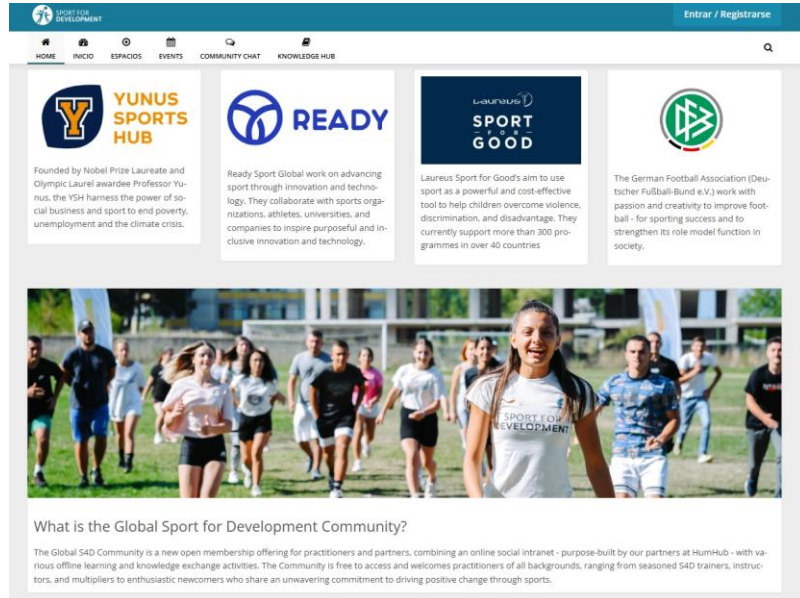 SPORT FOR
DEVELOPMENT
Entrar / Registrarse
HOME
INICIO
ESPACIOS
EVENTS
COMMUNITY CHAT
KNOWLEDGE HUB
YUNUS
SPORTS
HUB
Founded by Nobel Prize Laureate and
Olympic Laurel awardee Professor Yu-
nus, the YSH harness the power of so-
cial business and sport to end poverty,
unemployment and the climate crisis.
READY
Ready Sport Global work on advancing
sport through innovation and techno-
logy. They collaborate with sports orga-
nizations, athletes, universities, and
companies to inspire purposeful and in-
clusive innovation and technology.
LAUREUS
SPORT
FOR
GOOD
Laureus Sport for Good's aim to use
sport as a powerful and cost-effective
tool to help children overcome violence,
discrimination, and disadvantage. They
currently support more than 300 pro-
grammes in over 40 countries
The German Football Association (Deu-
tscher Fußball-Bund e.V.) work with
passion and creativity to improve foot-
ball - for sporting success and to
strengthen its role model function in
society.
SPORT FOR
DEVELOPMENT
What is the Global Sport for Development Community?
The Global S4D Community is a new open membership offering for practitioners and partners, combining an online social intranet - purpose-built by our partners at HumHub - with va-
rious offline learning and knowledge exchange activities. The Community is free to access and welcomes practitioners of all backgrounds, ranging from seasoned S4D trainers, instruc-
tors, and multipliers to enthusiastic newcomers who share an unwavering commitment to driving positive change through sports.